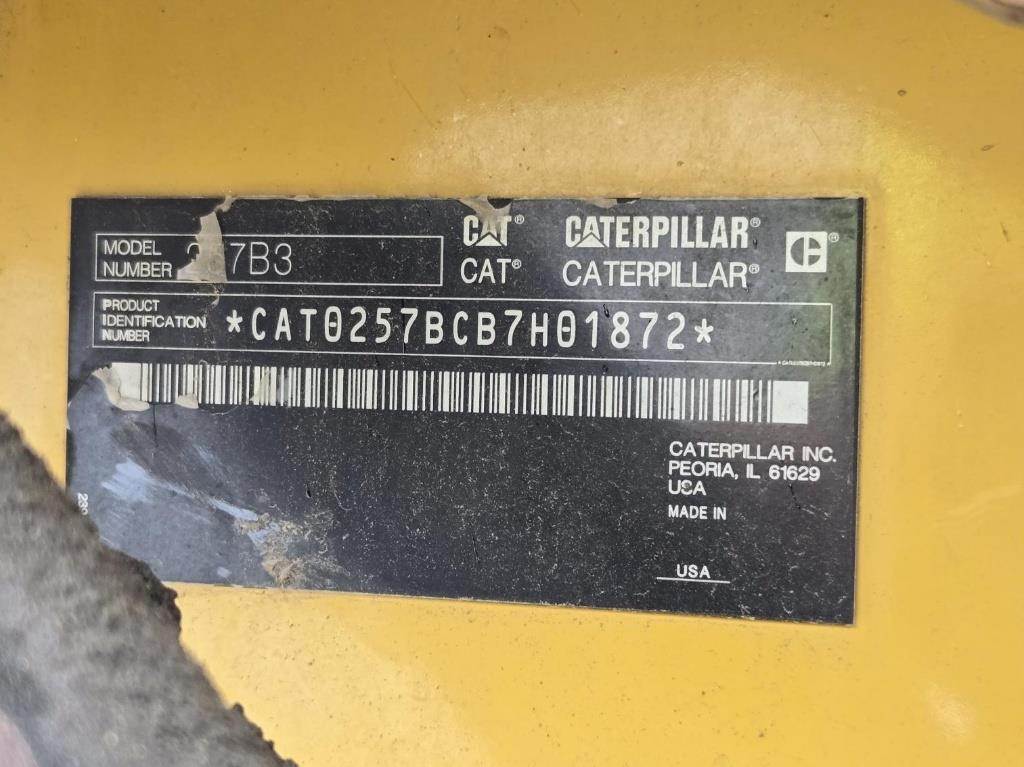 MODEL NUMBER 7B3
CAT® CATERPILLAR®
CAT® CATERPILLAR®
PRODUCT
IDENTIFICATION
NUMBER
*CAT0257BCB7H01872*
CATERPILLAR INC.
PEORIA, IL 61629
USA
MADE IN
USA